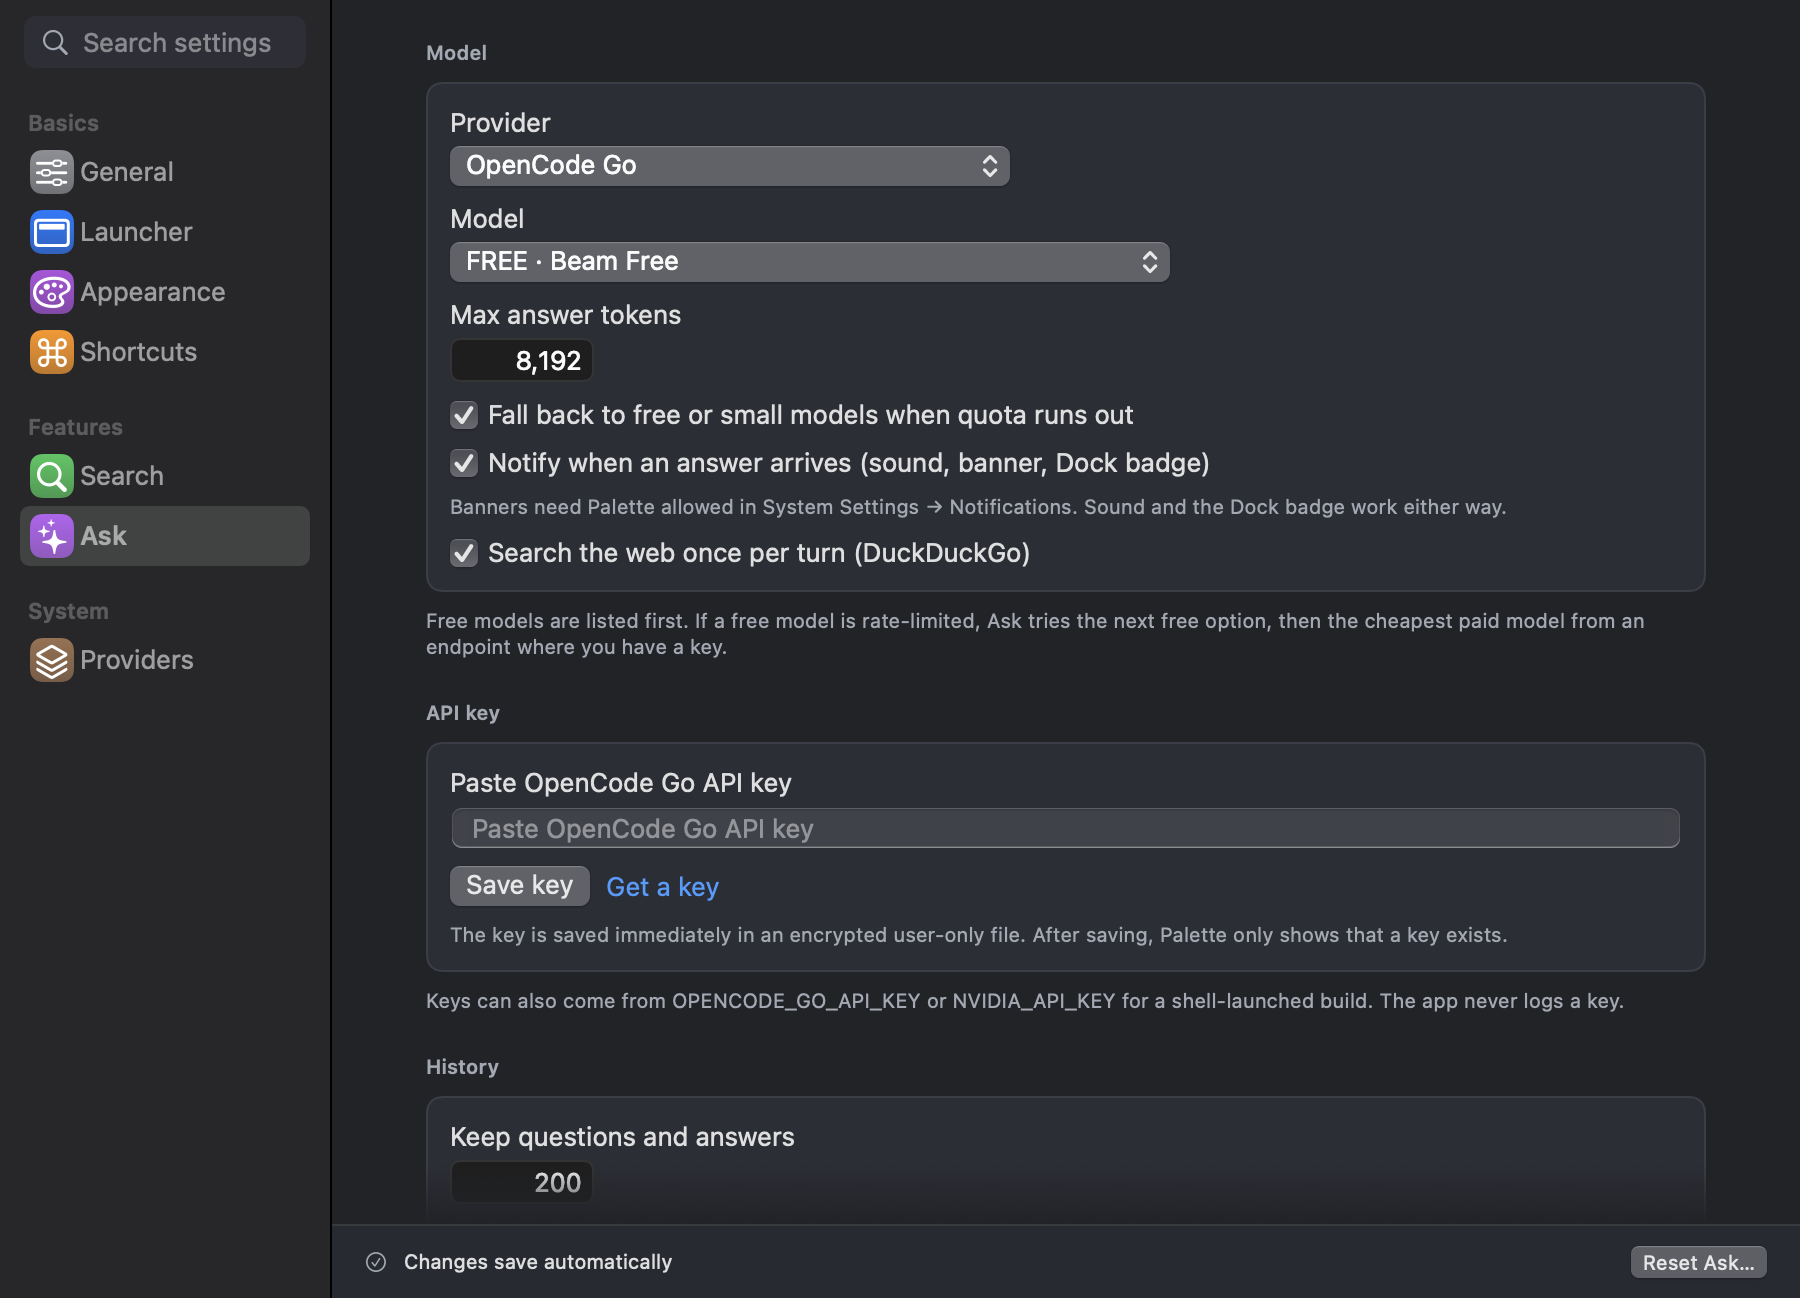 Search settings
Basics
General
Launcher
Appearance
Shortcuts
Features
Search
Ask
System
Providers
Model
Provider
OpenCode Go
Model
FREE · Beam Free
Max answer tokens
8,192
Fall back to free or small models when quota runs out
Notify when an answer arrives (sound, banner, Dock badge)
Banners need Palette allowed in System Settings → Notifications. Sound and the Dock badge work either way.
Search the web once per turn (DuckDuckGo)
Free models are listed first. If a free model is rate-limited, Ask tries the next free option, then the cheapest paid model from an
endpoint where you have a key.
API key
Paste OpenCode Go API key
Paste OpenCode Go API key
Save key Get a key
The key is saved immediately in an encrypted user-only file. After saving, Palette only shows that a key exists.
Keys can also come from OPENCODE_GO_API_KEY or NVIDIA_API_KEY for a shell-launched build. The app never logs a key.
History
Keep questions and answers
200
Changes save automatically
Reset Ask...